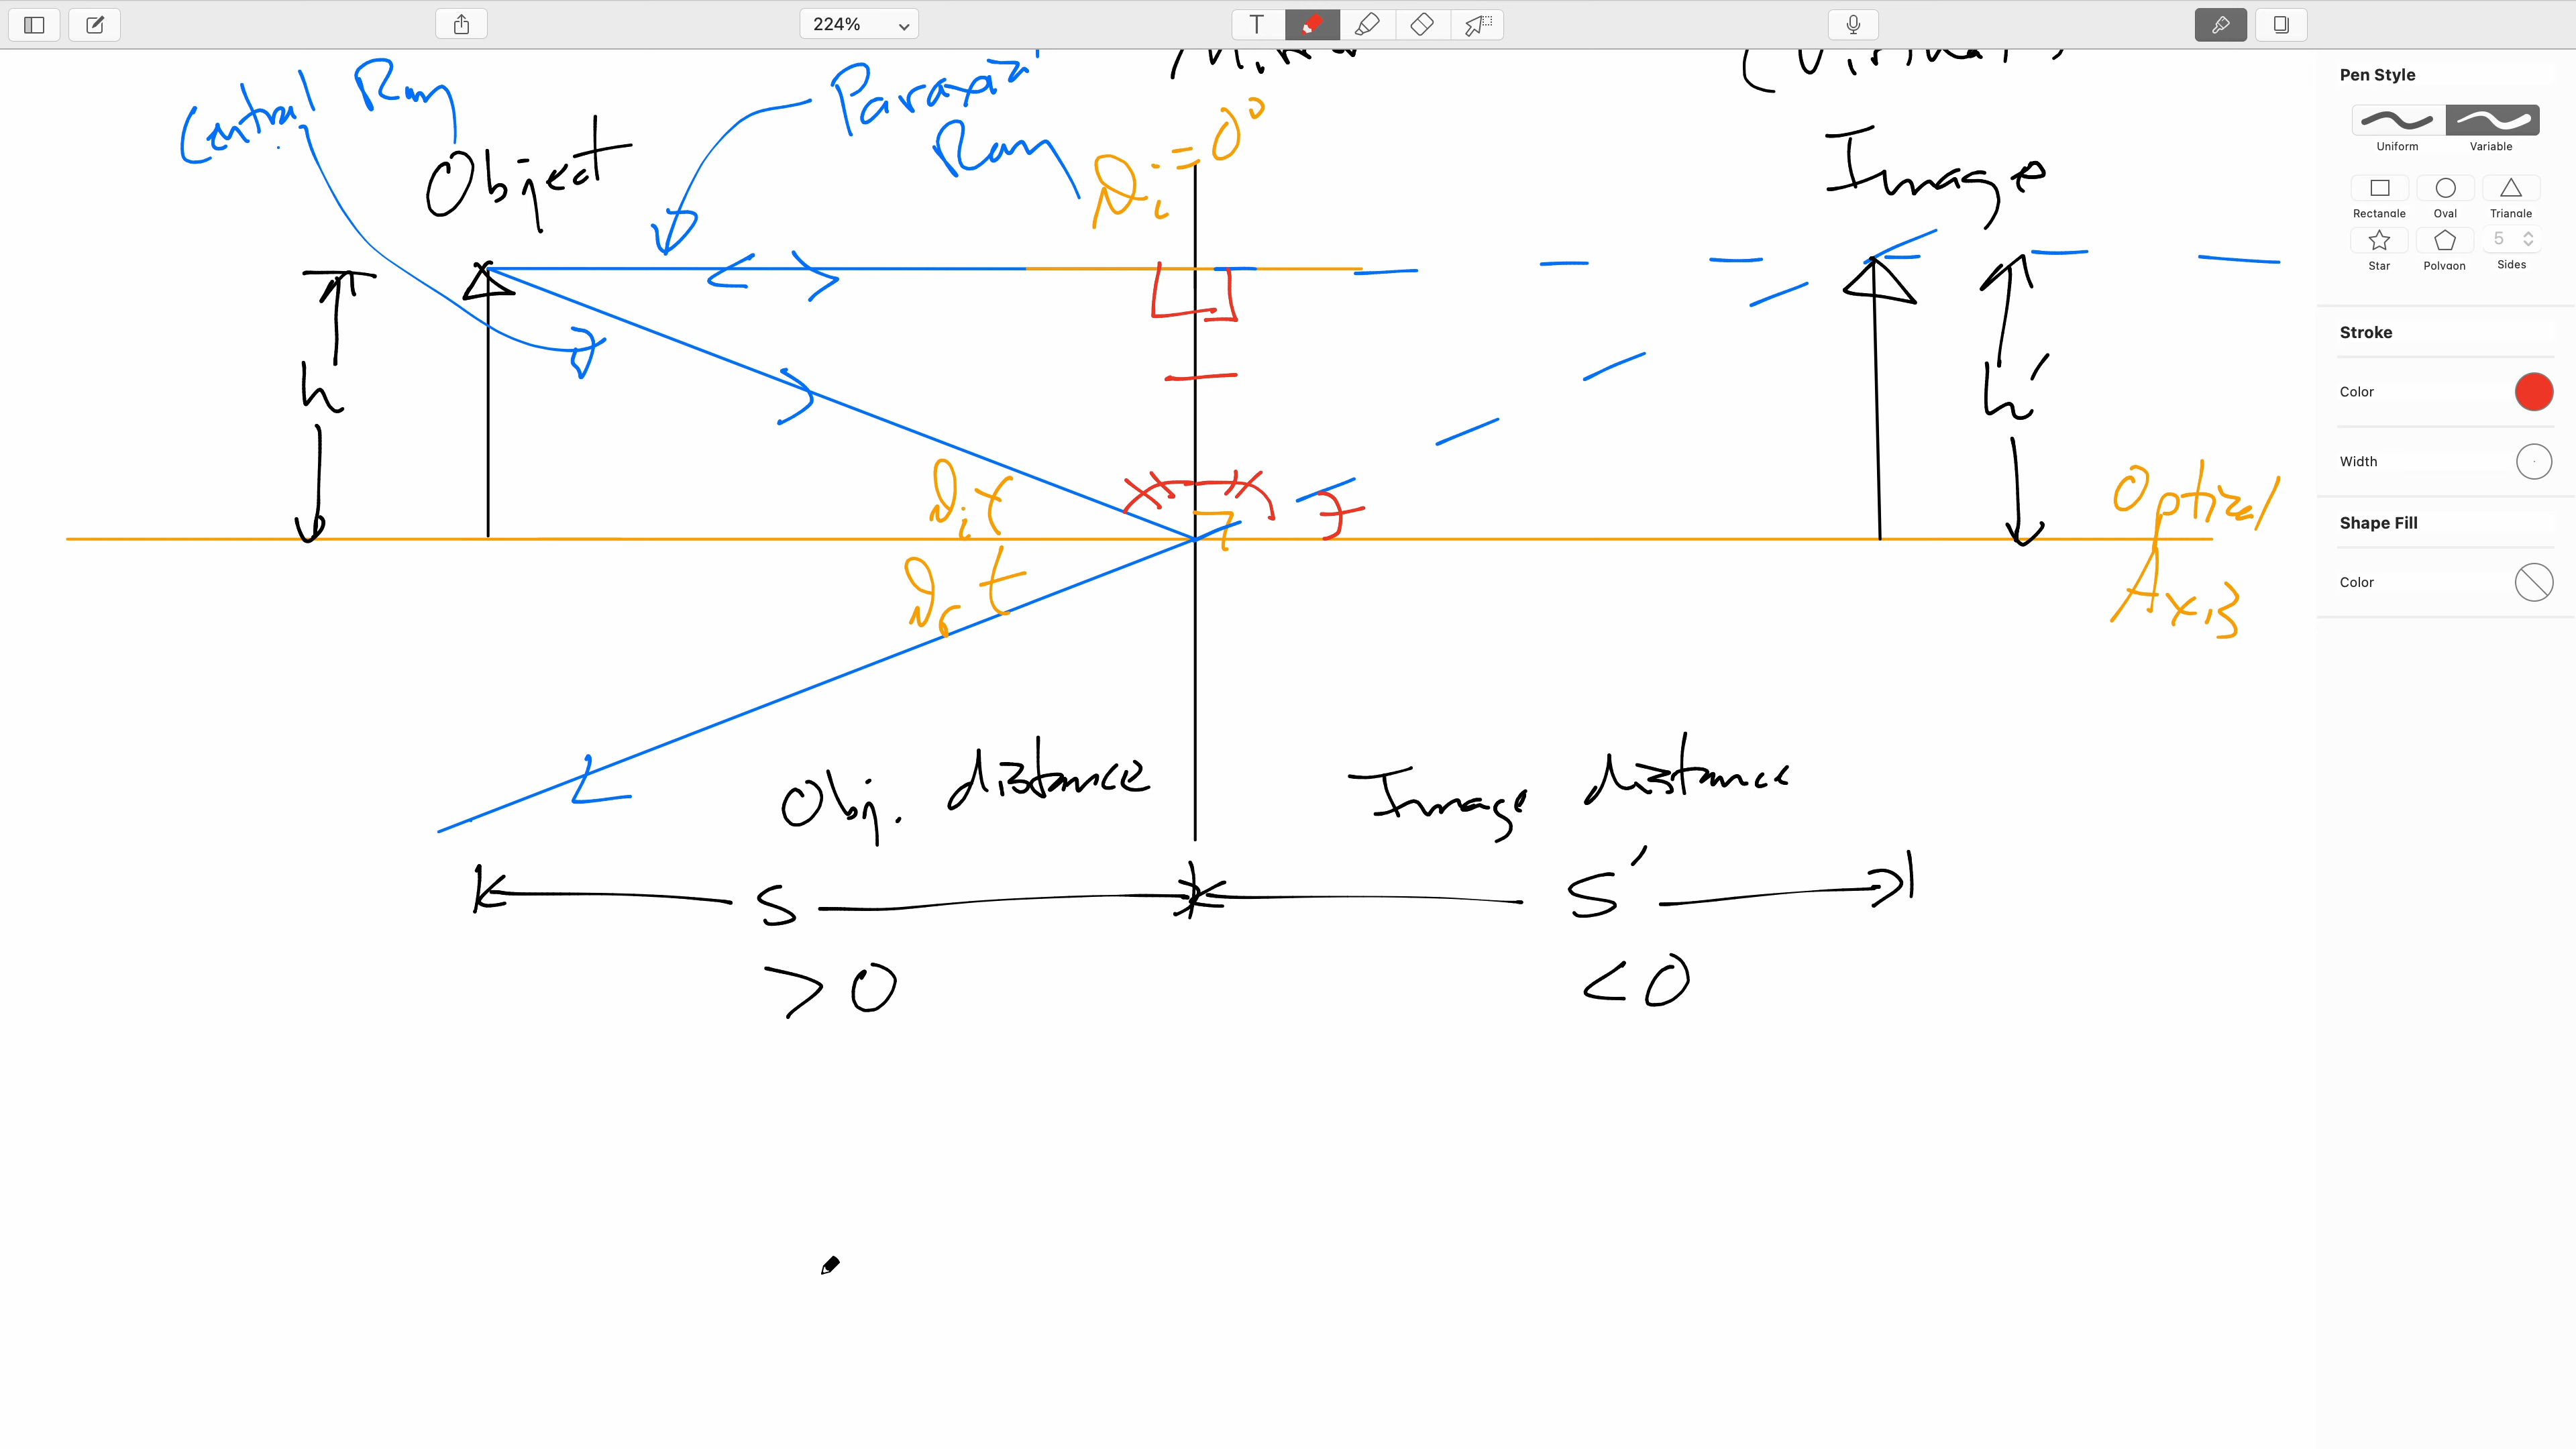 224%
T
Pen Style
Uniform
Variable
Rectangle
Oval
Triangle
Star
Polygon
5
Sides
Stroke
Color
Width
Shape Fill
Color
Central Ray
Paraxial
Ray
θi = 0°
Object
Image
h
h'
θi
θr
Optical
Axis
Obj. distance
Image distance
s
s'
> 0
< 0